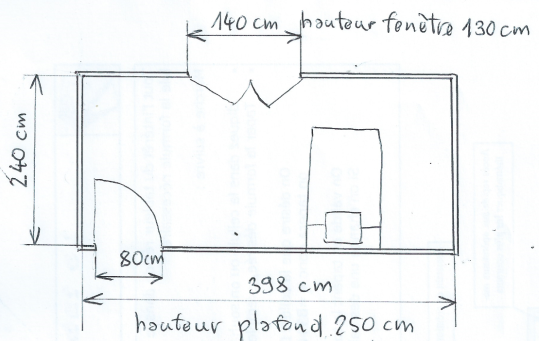 140 cm hauteur fenêtre 130 cm
240 cm
80cm
398 cm
hauteur plafond 250 cm